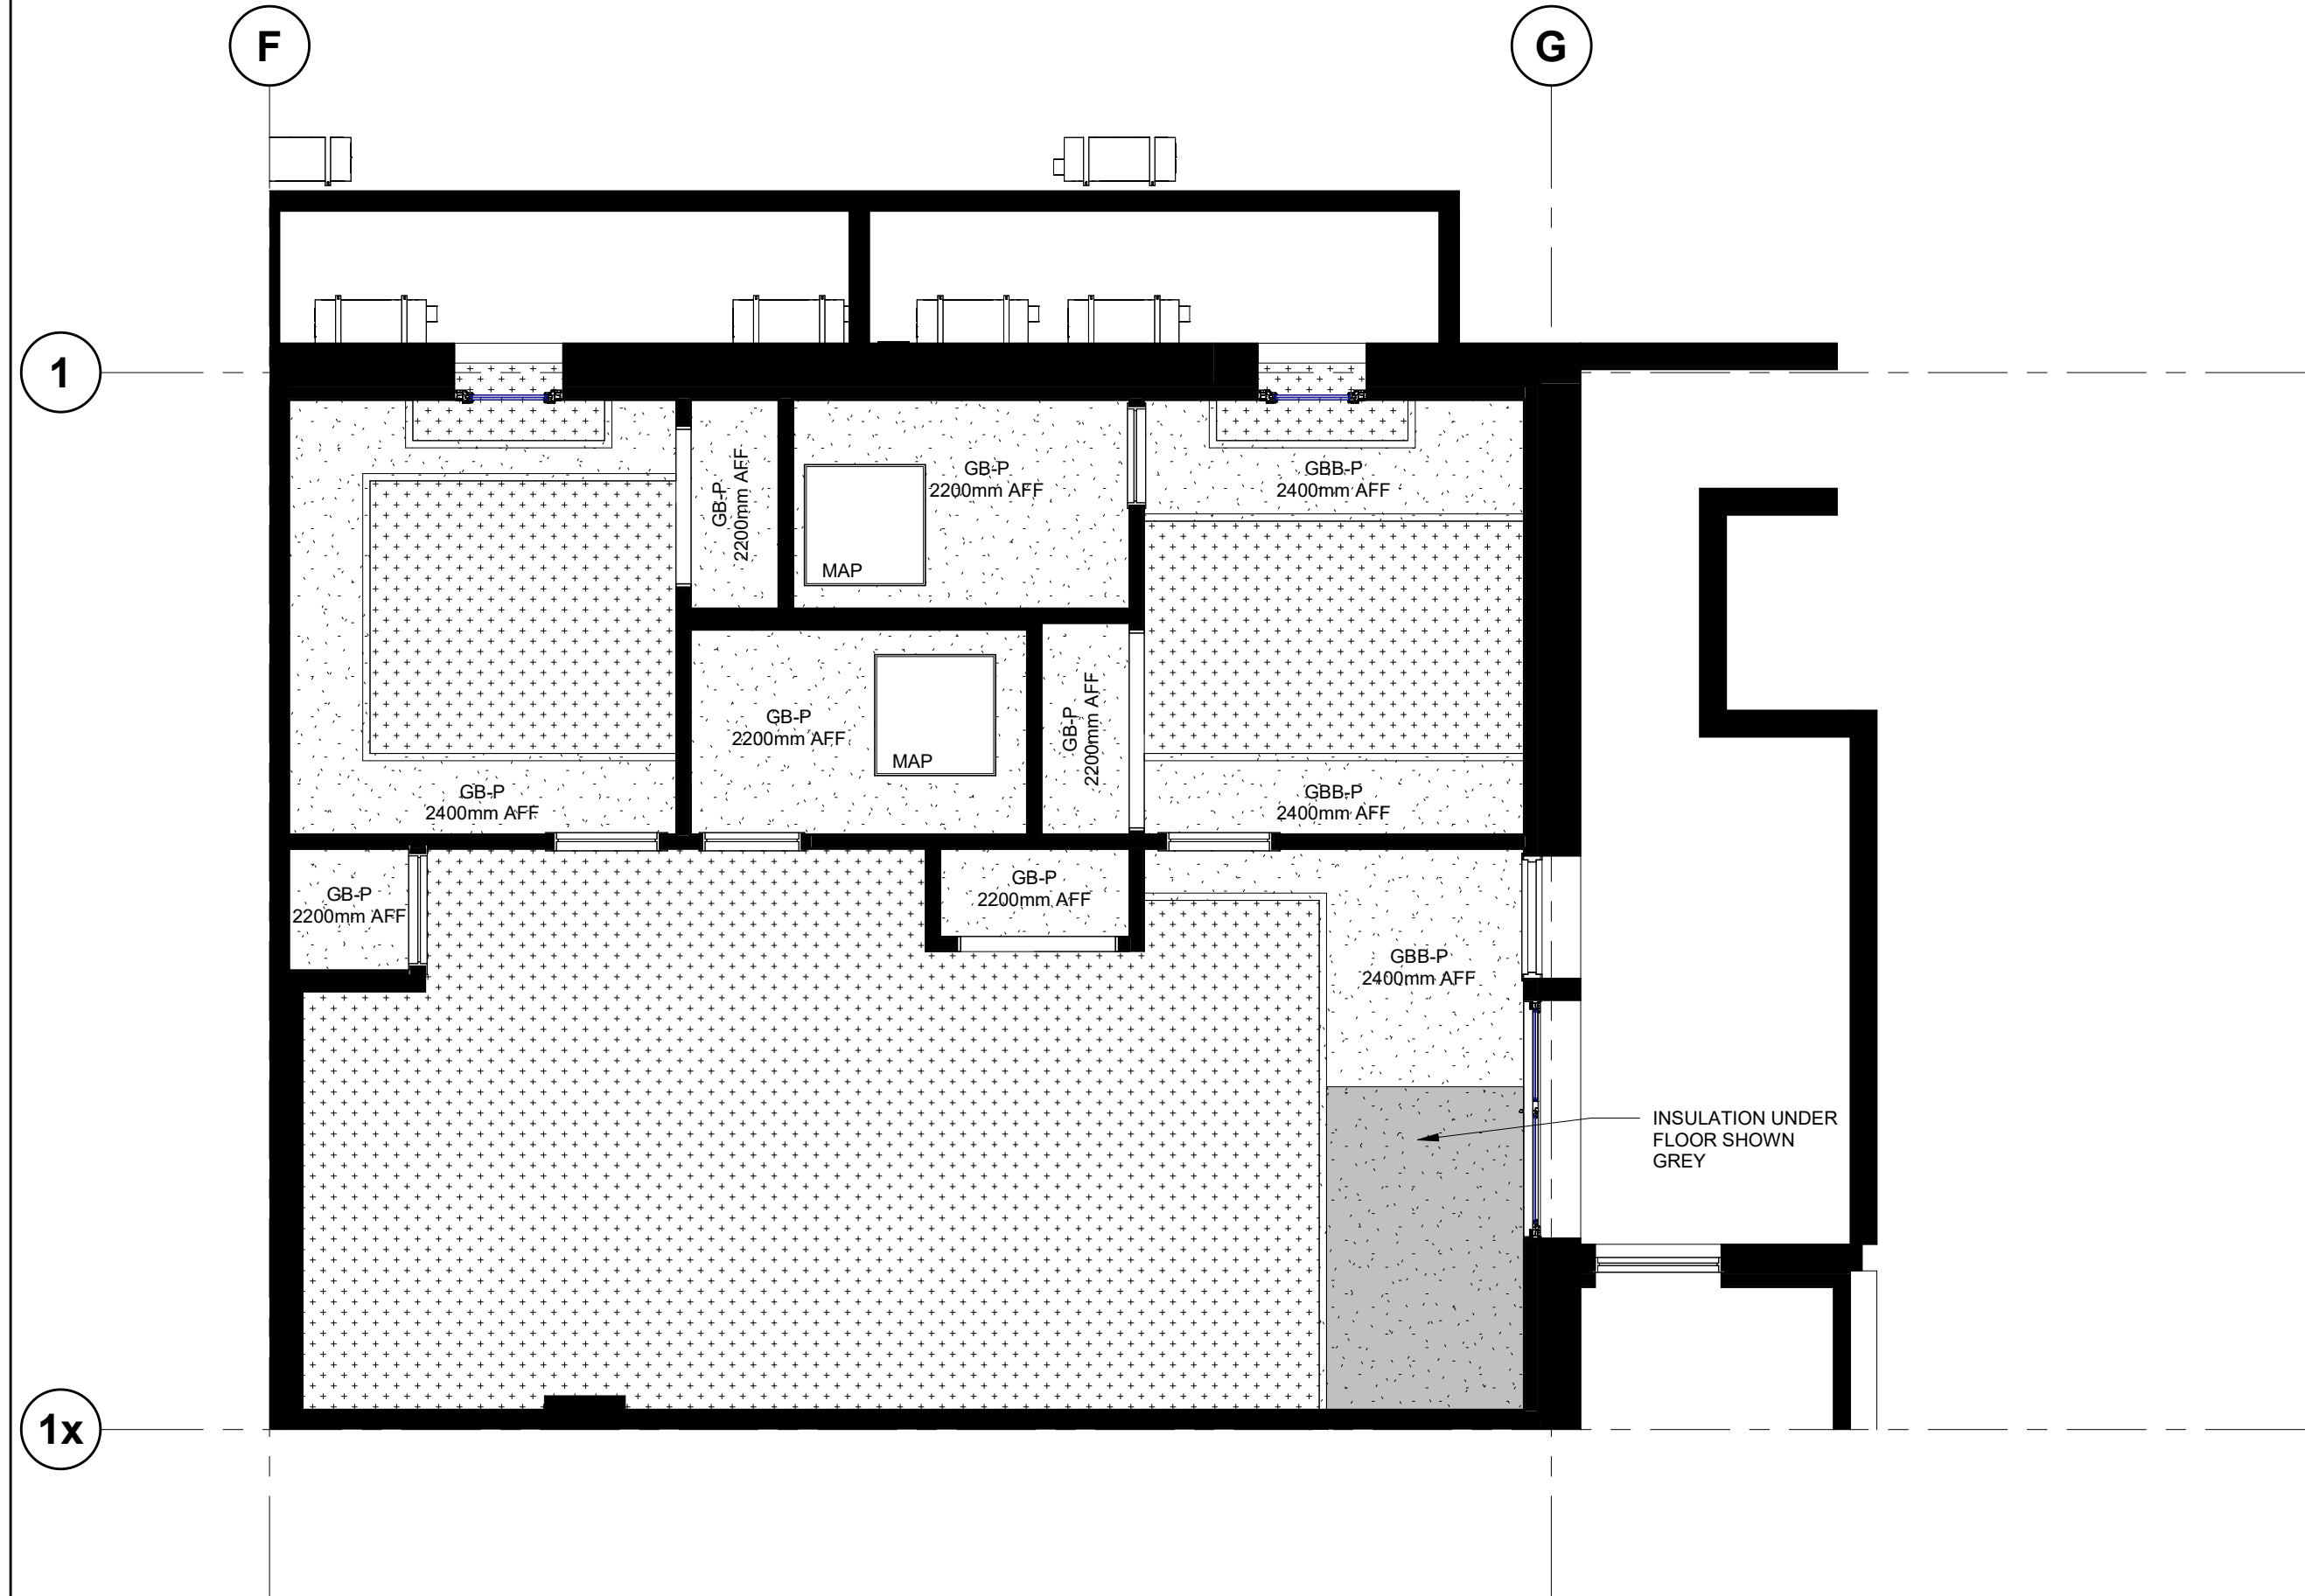 F
G
1
GB-P
2200mm AFF
GB-P
2200mm AFF
MAP
GBB-P
2400mm AFF
GB-P
2200mm AFF
MAP
GB-P
2200mm AFF
GB-P
2400mm AFF
GBB-P
2400mm AFF
GB-P
2200mm AFF
GB-P
2200mm AFF
GBB-P
2400mm AFF
INSULATION UNDER
FLOOR SHOWN
GREY
1x